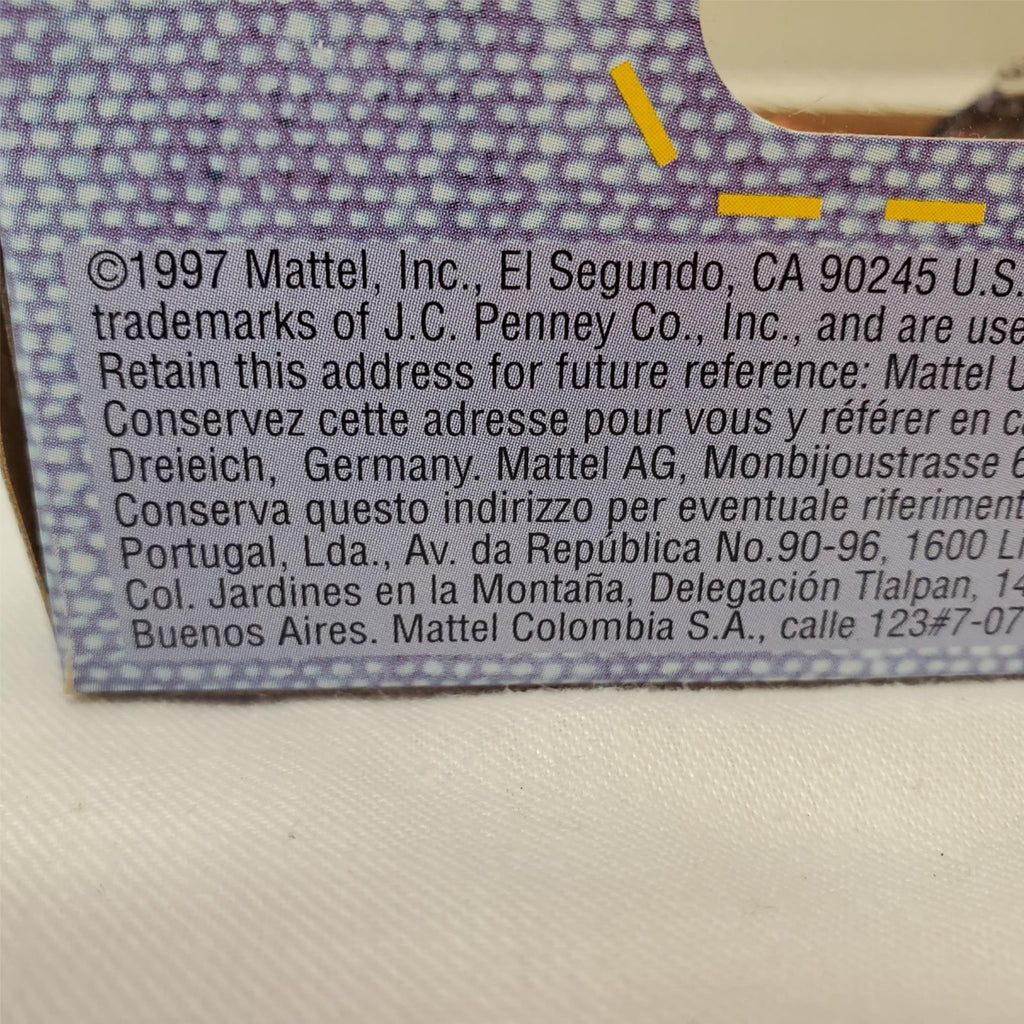 ©1997 Mattel, Inc., El Segundo, CA 90245 U.S.
trademarks of J.C. Penney Co., Inc., and are use
Retain this address for future reference: Mattel U
Conservez cette adresse pour vous y référer en c
Dreieich, Germany. Mattel AG, Monbijoustrasse 6
Conserva questo indirizzo per eventuale riferiment
Portugal, Lda., Av. da República No.90-96, 1600 Li
Col. Jardines en la Montaña, Delegación Tlalpan, 14
Buenos Aires. Mattel Colombia S.A., calle 123#7-07